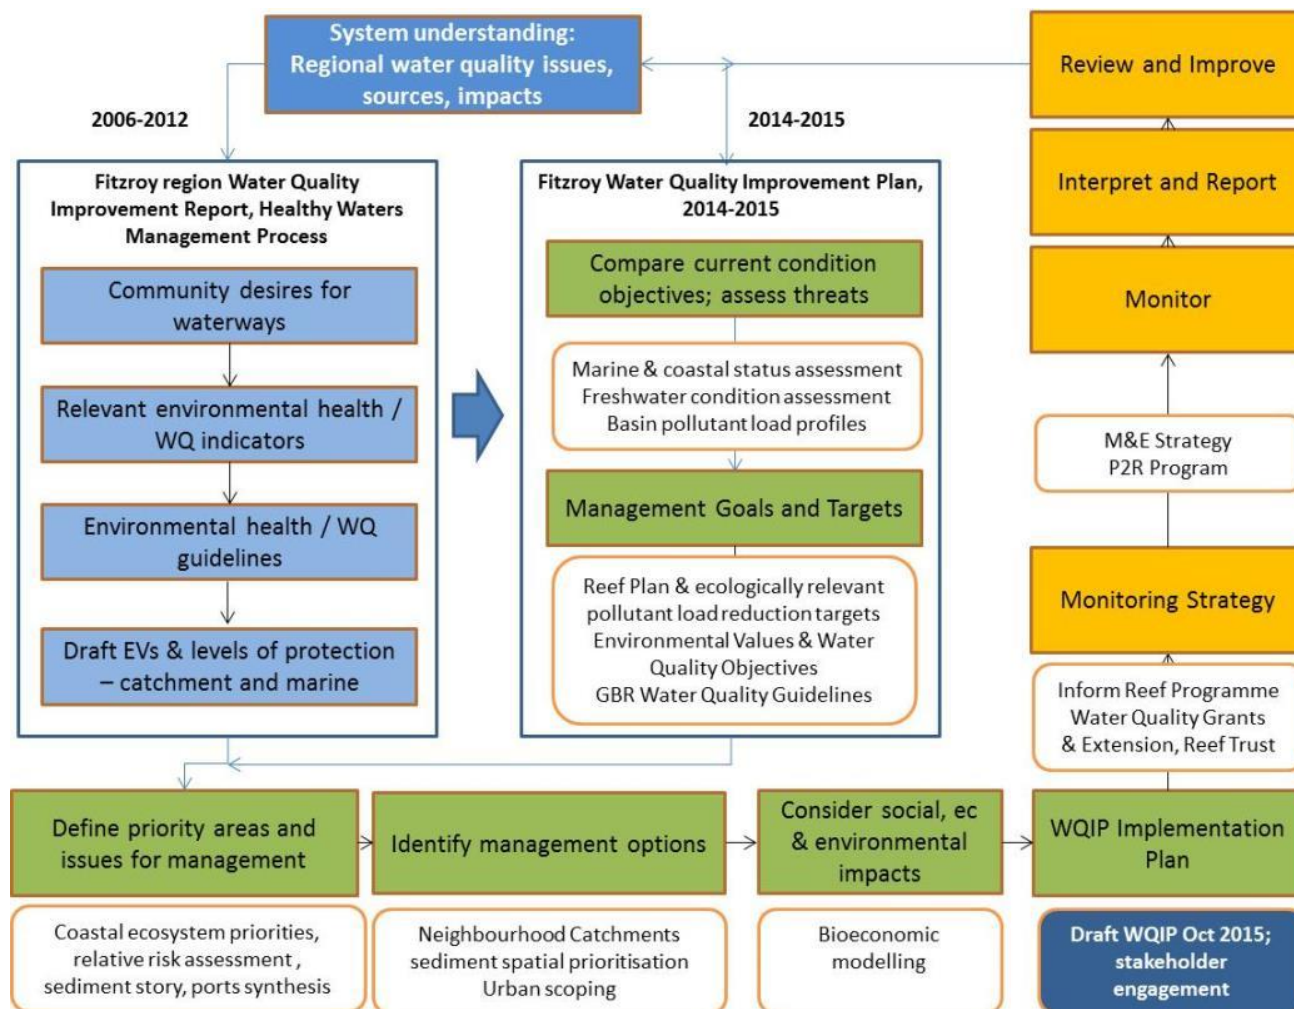 System understanding:
Regional water quality issues,
sources, impacts
2006-2012
2014-2015
Fitzroy region Water Quality
Improvement Report, Healthy Waters
Management Process
Community desires for
waterways
Relevant environmental health /
WQ indicators
Environmental health / WQ
guidelines
Draft EVs & levels of protection
– catchment and marine
Fitzroy Water Quality Improvement Plan,
2014-2015
Compare current condition
objectives; assess threats
Marine & coastal status assessment
Freshwater condition assessment
Basin pollutant load profiles
Management Goals and Targets
Reef Plan & ecologically relevant
pollutant load reduction targets
Environmental Values & Water
Quality Objectives
GBR Water Quality Guidelines
Review and Improve
Interpret and Report
Monitor
M&E Strategy
P2R Program
Monitoring Strategy
Inform Reef Programme
Water Quality Grants
& Extension, Reef Trust
Define priority areas and
issues for management
Identify management options
Consider social, ec
& environmental
impacts
WQIP Implementation
Plan
Coastal ecosystem priorities,
relative risk assessment ,
sediment story, ports synthesis
Neighbourhood Catchments
sediment spatial prioritisation
Urban scoping
Bioeconomic
modelling
Draft WQIP Oct 2015;
stakeholder
engagement